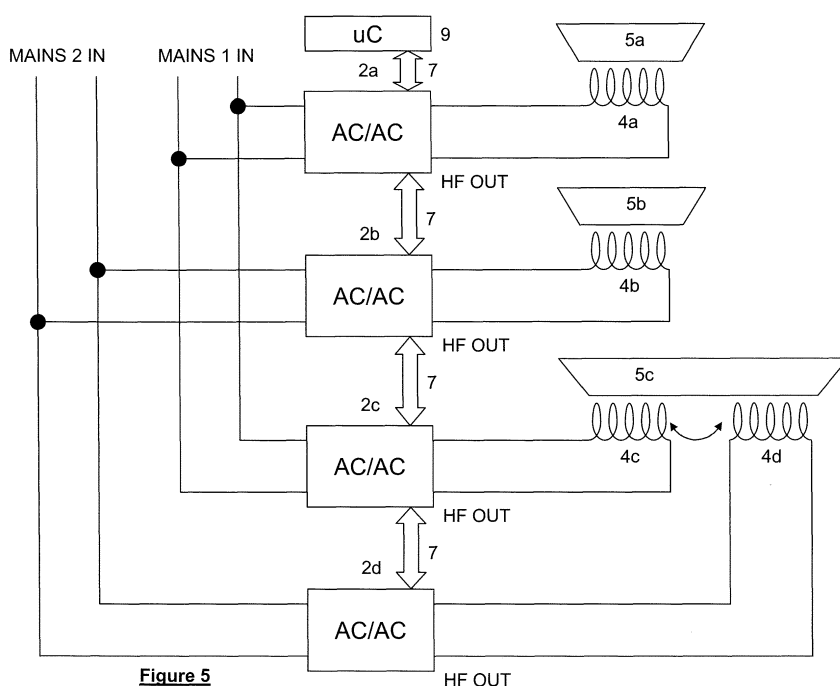 uC
9
5a
MAINS 2 IN
MAINS 1 IN
2a
7
4a
AC/AC
HF OUT
5b
2b
7
4b
AC/AC
HF OUT
5c
2c
7
4c
4d
AC/AC
HF OUT
2d
7
AC/AC
HF OUT
Figure 5